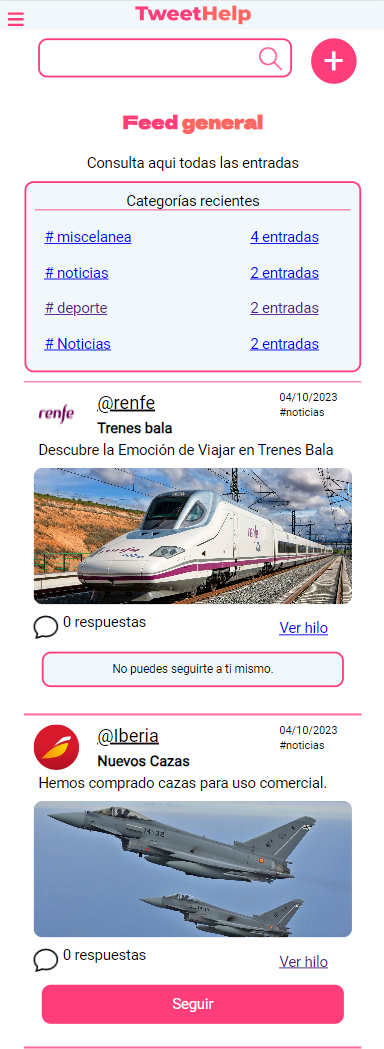 TweetHelp
Feed general
Consulta aqui todas las entradas
Categorías recientes
# miscelanea 4 entradas
# noticias 2 entradas
# deporte 2 entradas
# Noticias 2 entradas
renfe @renfe 04/10/2023
#noticias
Trenes bala
Descubre la Emoción de Viajar en Trenes Bala
renfe
0 respuestas Ver hilo
No puedes seguirte a ti mismo.
@Iberia 04/10/2023
#noticias
Nuevos Cazas
Hemos comprado cazas para uso comercial.
0 respuestas Ver hilo
Seguir